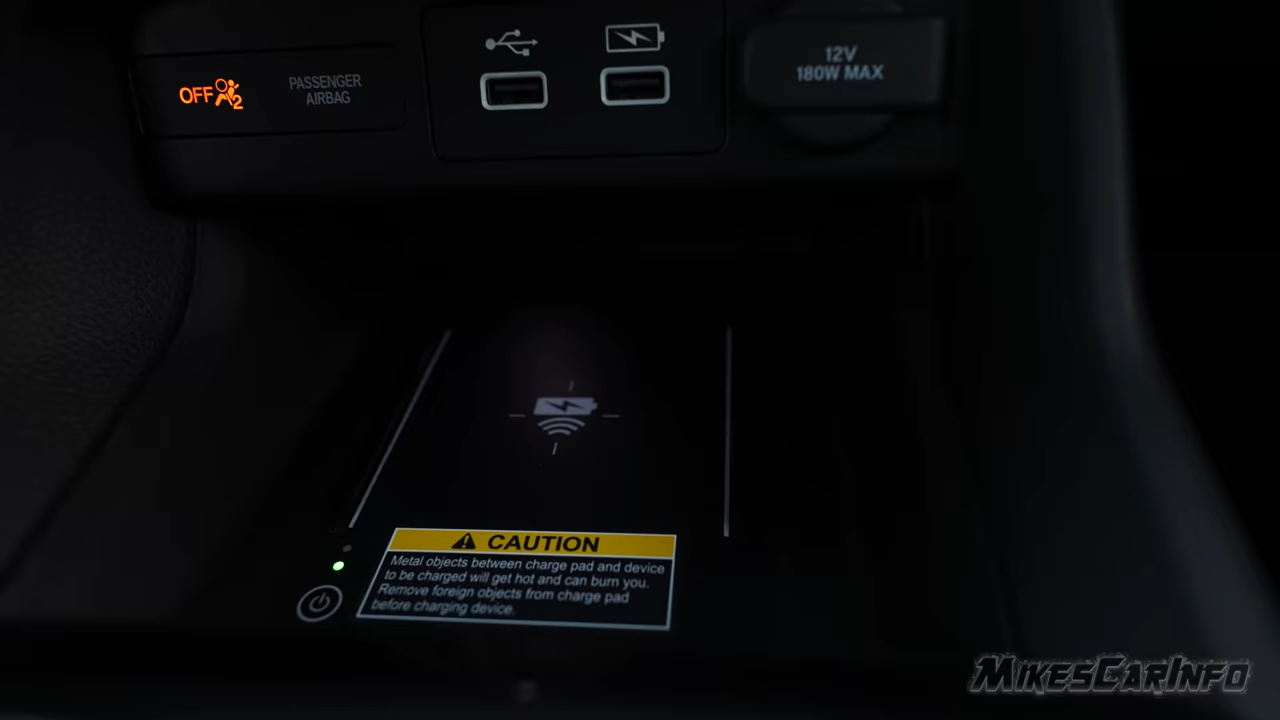 OFF 2
PASSENGER
AIRBAG
12V
180W MAX
CAUTION
Metal objects between charge pad and device
to be charged will get hot and can burn you.
Remove foreign objects from charge pad
before charging device.
MIKESCARINFO